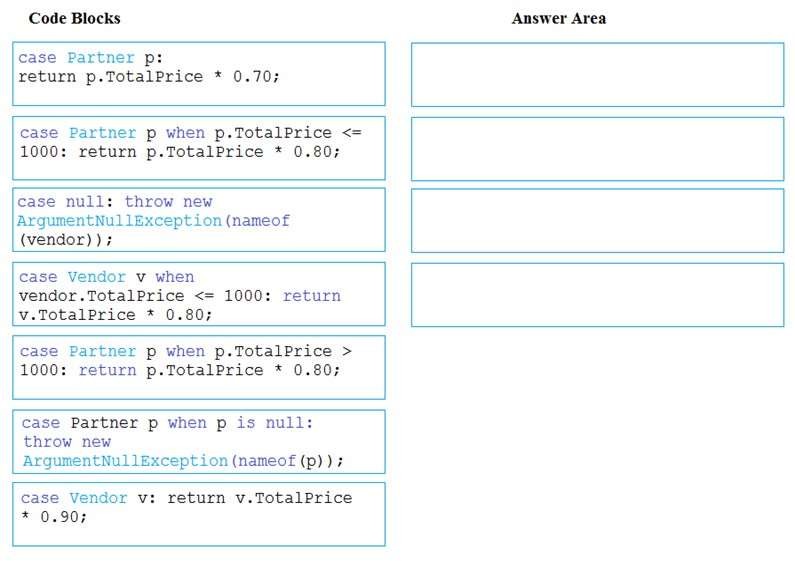 Code Blocks
Answer Area
case Partner p:
return p.TotalPrice * 0.70;
case Partner p when p.TotalPrice <=
1000: return p.TotalPrice * 0.80;
case null: throw new
ArgumentNullException(nameof
(vendor));
case Vendor v when
vendor.TotalPrice <= 1000: return
v.TotalPrice * 0.80;
case Partner p when p.TotalPrice >
1000: return p.TotalPrice * 0.80;
case Partner p when p is null:
throw new
ArgumentNullException(nameof(p));
case Vendor v: return v.TotalPrice
* 0.90;